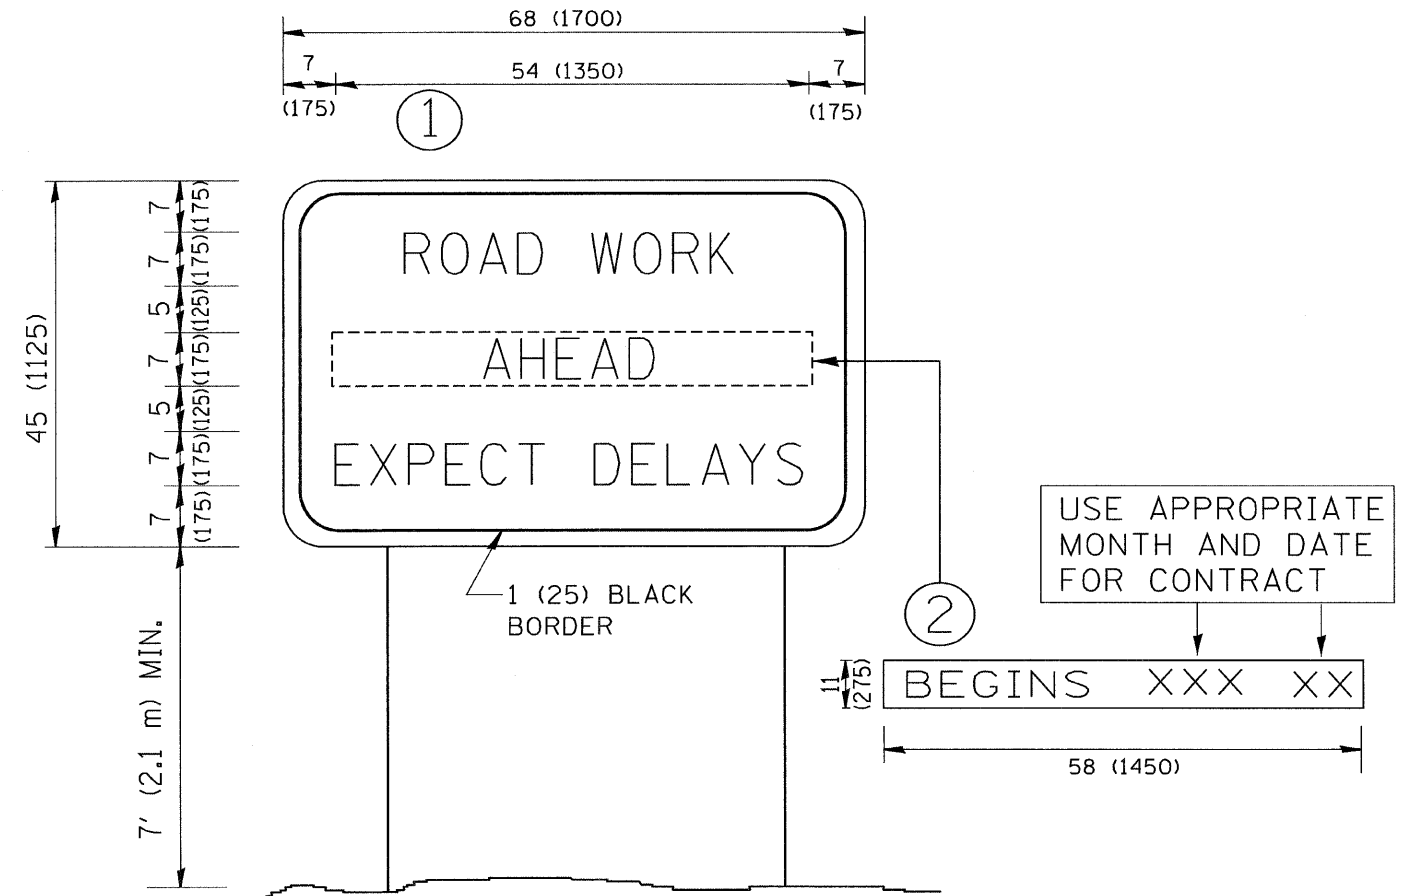 68 (1700)
7 54 (1350) 7
(175) (175)
1
45 (1125)
7 (175)
7 (175)
5 (125)
7 (175)
5 (125)
7 (175)
7 (175)
ROAD WORK
AHEAD
EXPECT DELAYS
1 (25) BLACK
BORDER
7' (2.1 m) MIN.
USE APPROPRIATE
MONTH AND DATE
FOR CONTRACT
2
11
(275)
BEGINS XXX XX
58 (1450)